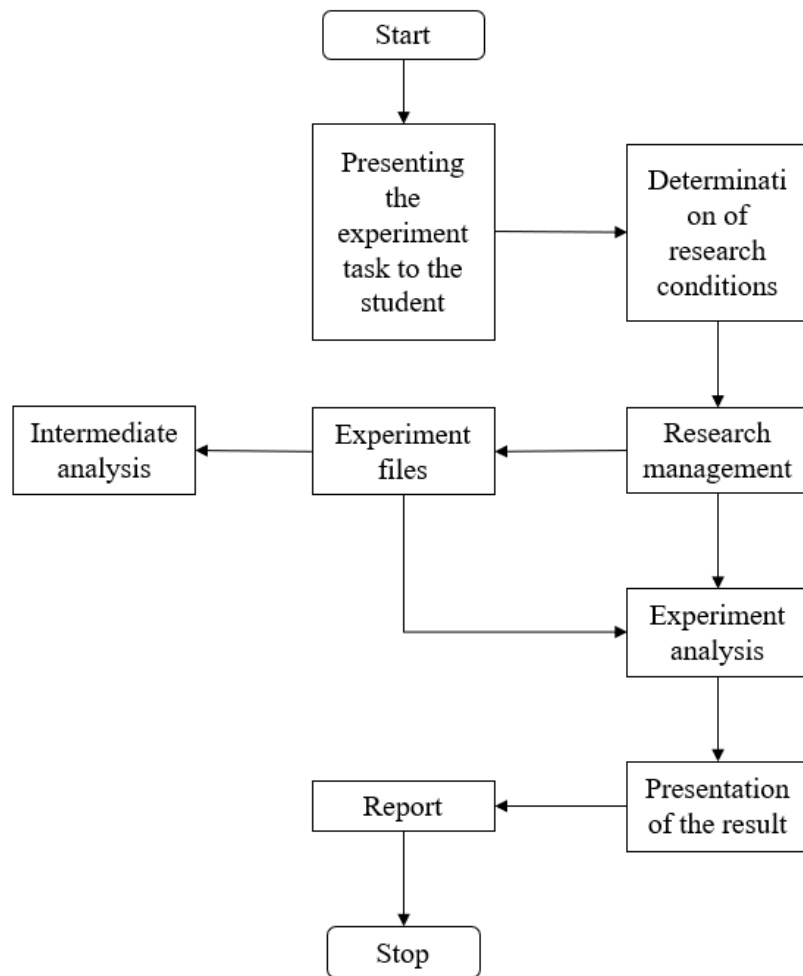 Start
Presenting
the
experiment
task to the
student
Determinati
on of
research
conditions
Intermediate
analysis
Experiment
files
Research
management
Experiment
analysis
Presentation
of the result
Report
Stop